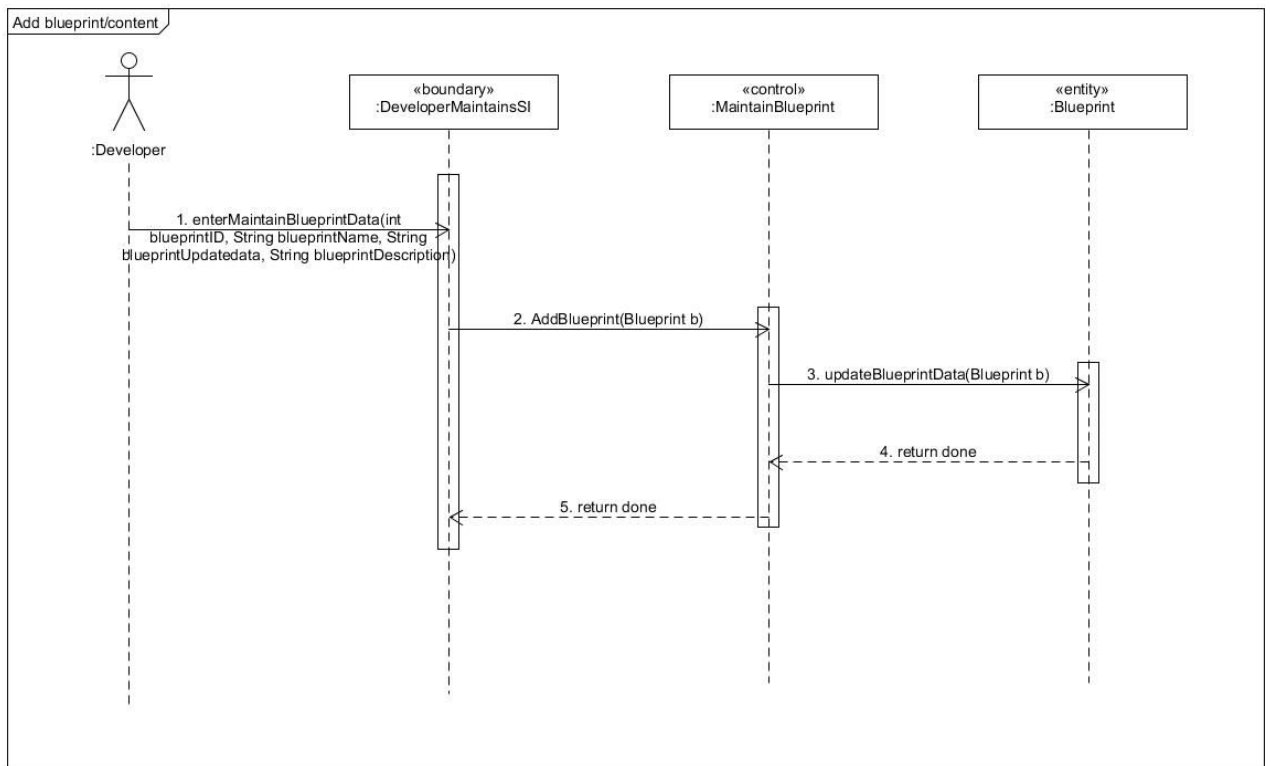 Add blueprint/content
«boundary»
:DeveloperMaintainsSI
«control»
:MaintainBlueprint
«entity»
:Blueprint
:Developer
1. enterMaintainBlueprintData(int
blueprintID, String blueprintName, String
blueprintUpdatedata, String blueprintDescription)
2. AddBlueprint(Blueprint b)
3. updateBlueprintData(Blueprint b)
4. return done
5. return done